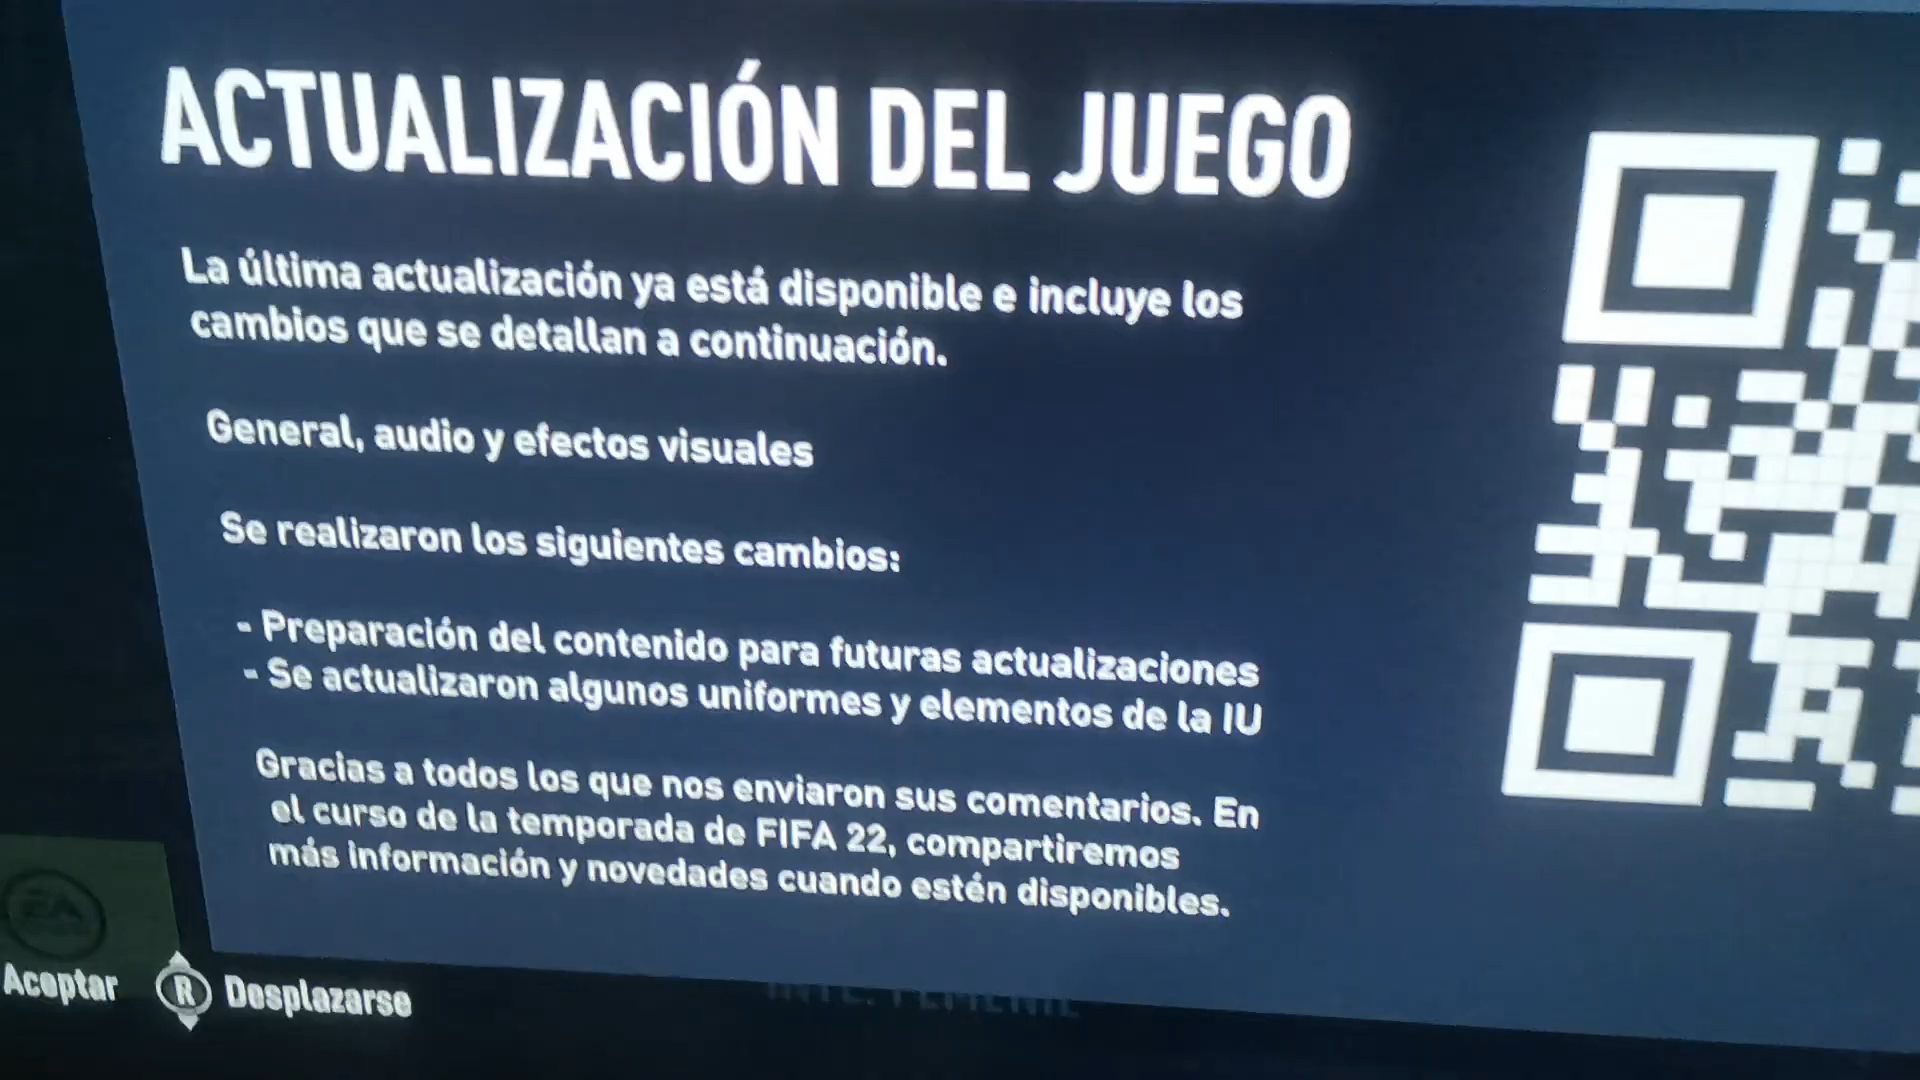 ACTUALIZACIÓN DEL JUEGO
La última actualización ya está disponible e incluye los
cambios que se detallan a continuación.
General, audio y efectos visuales
Se realizaron los siguientes cambios:
- Preparación del contenido para futuras actualizaciones
- Se actualizaron algunos uniformes y elementos de la IU
Gracias a todos los que nos enviaron sus comentarios. En
el curso de la temporada de FIFA 22, compartiremos
más información y novedades cuando estén disponibles.
EA
Aceptar R Desplazarse